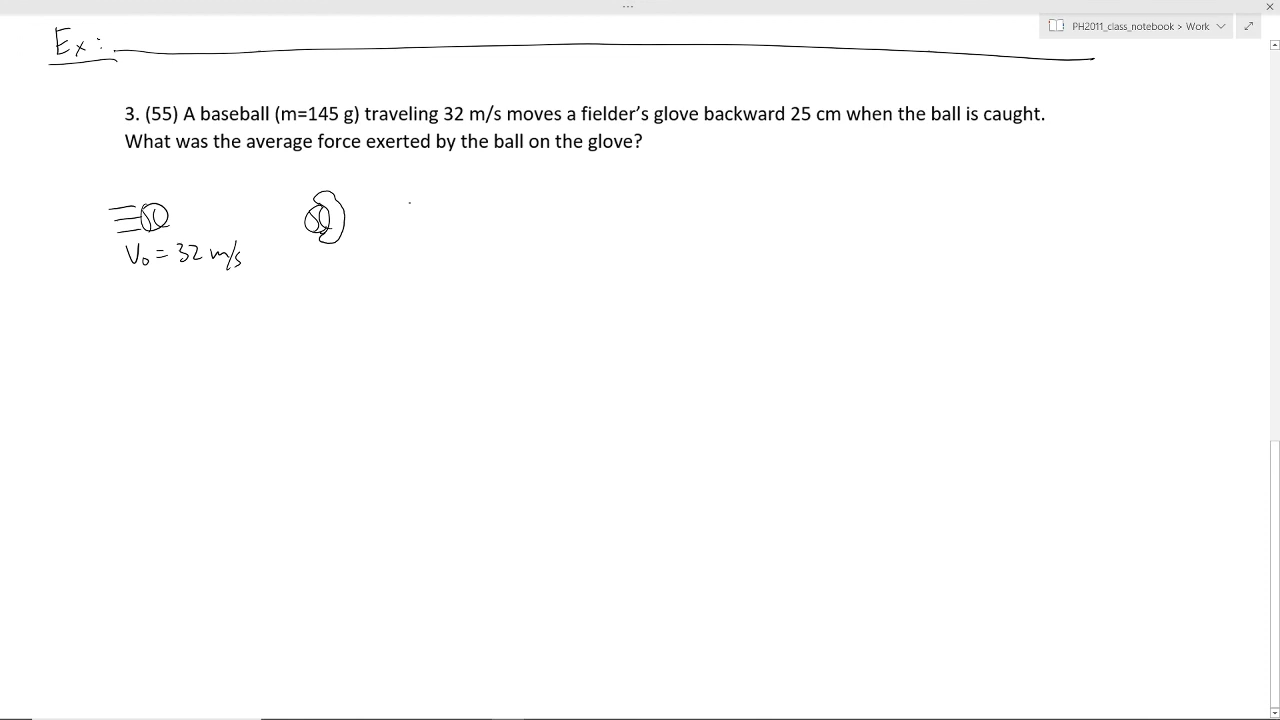 PH2011_class_notebook > Work
Ex:
3. (55) A baseball (m=145 g) traveling 32 m/s moves a fielder’s glove backward 25 cm when the ball is caught.
What was the average force exerted by the ball on the glove?
V₀ = 32 m/s